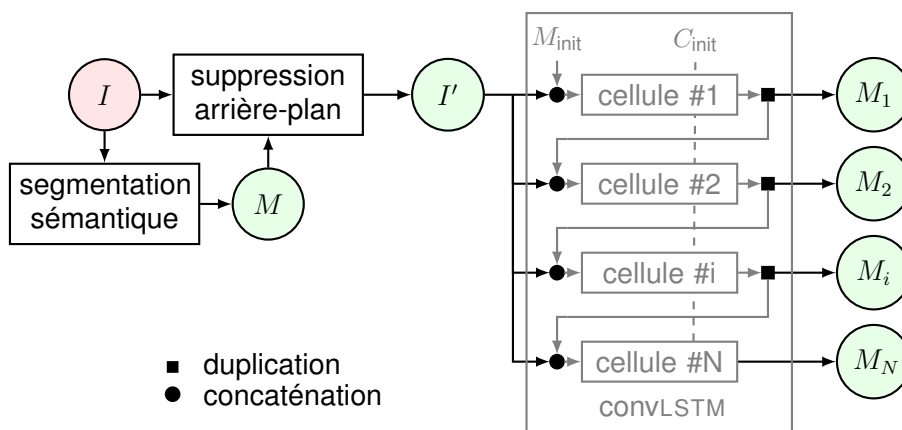 M_init
C_init
I
suppression
arrière-plan
I'
cellule #1
M_1
segmentation
sémantique
M
cellule #2
M_2
cellule #i
M_i
duplication
concaténation
cellule #N
M_N
convLSTM